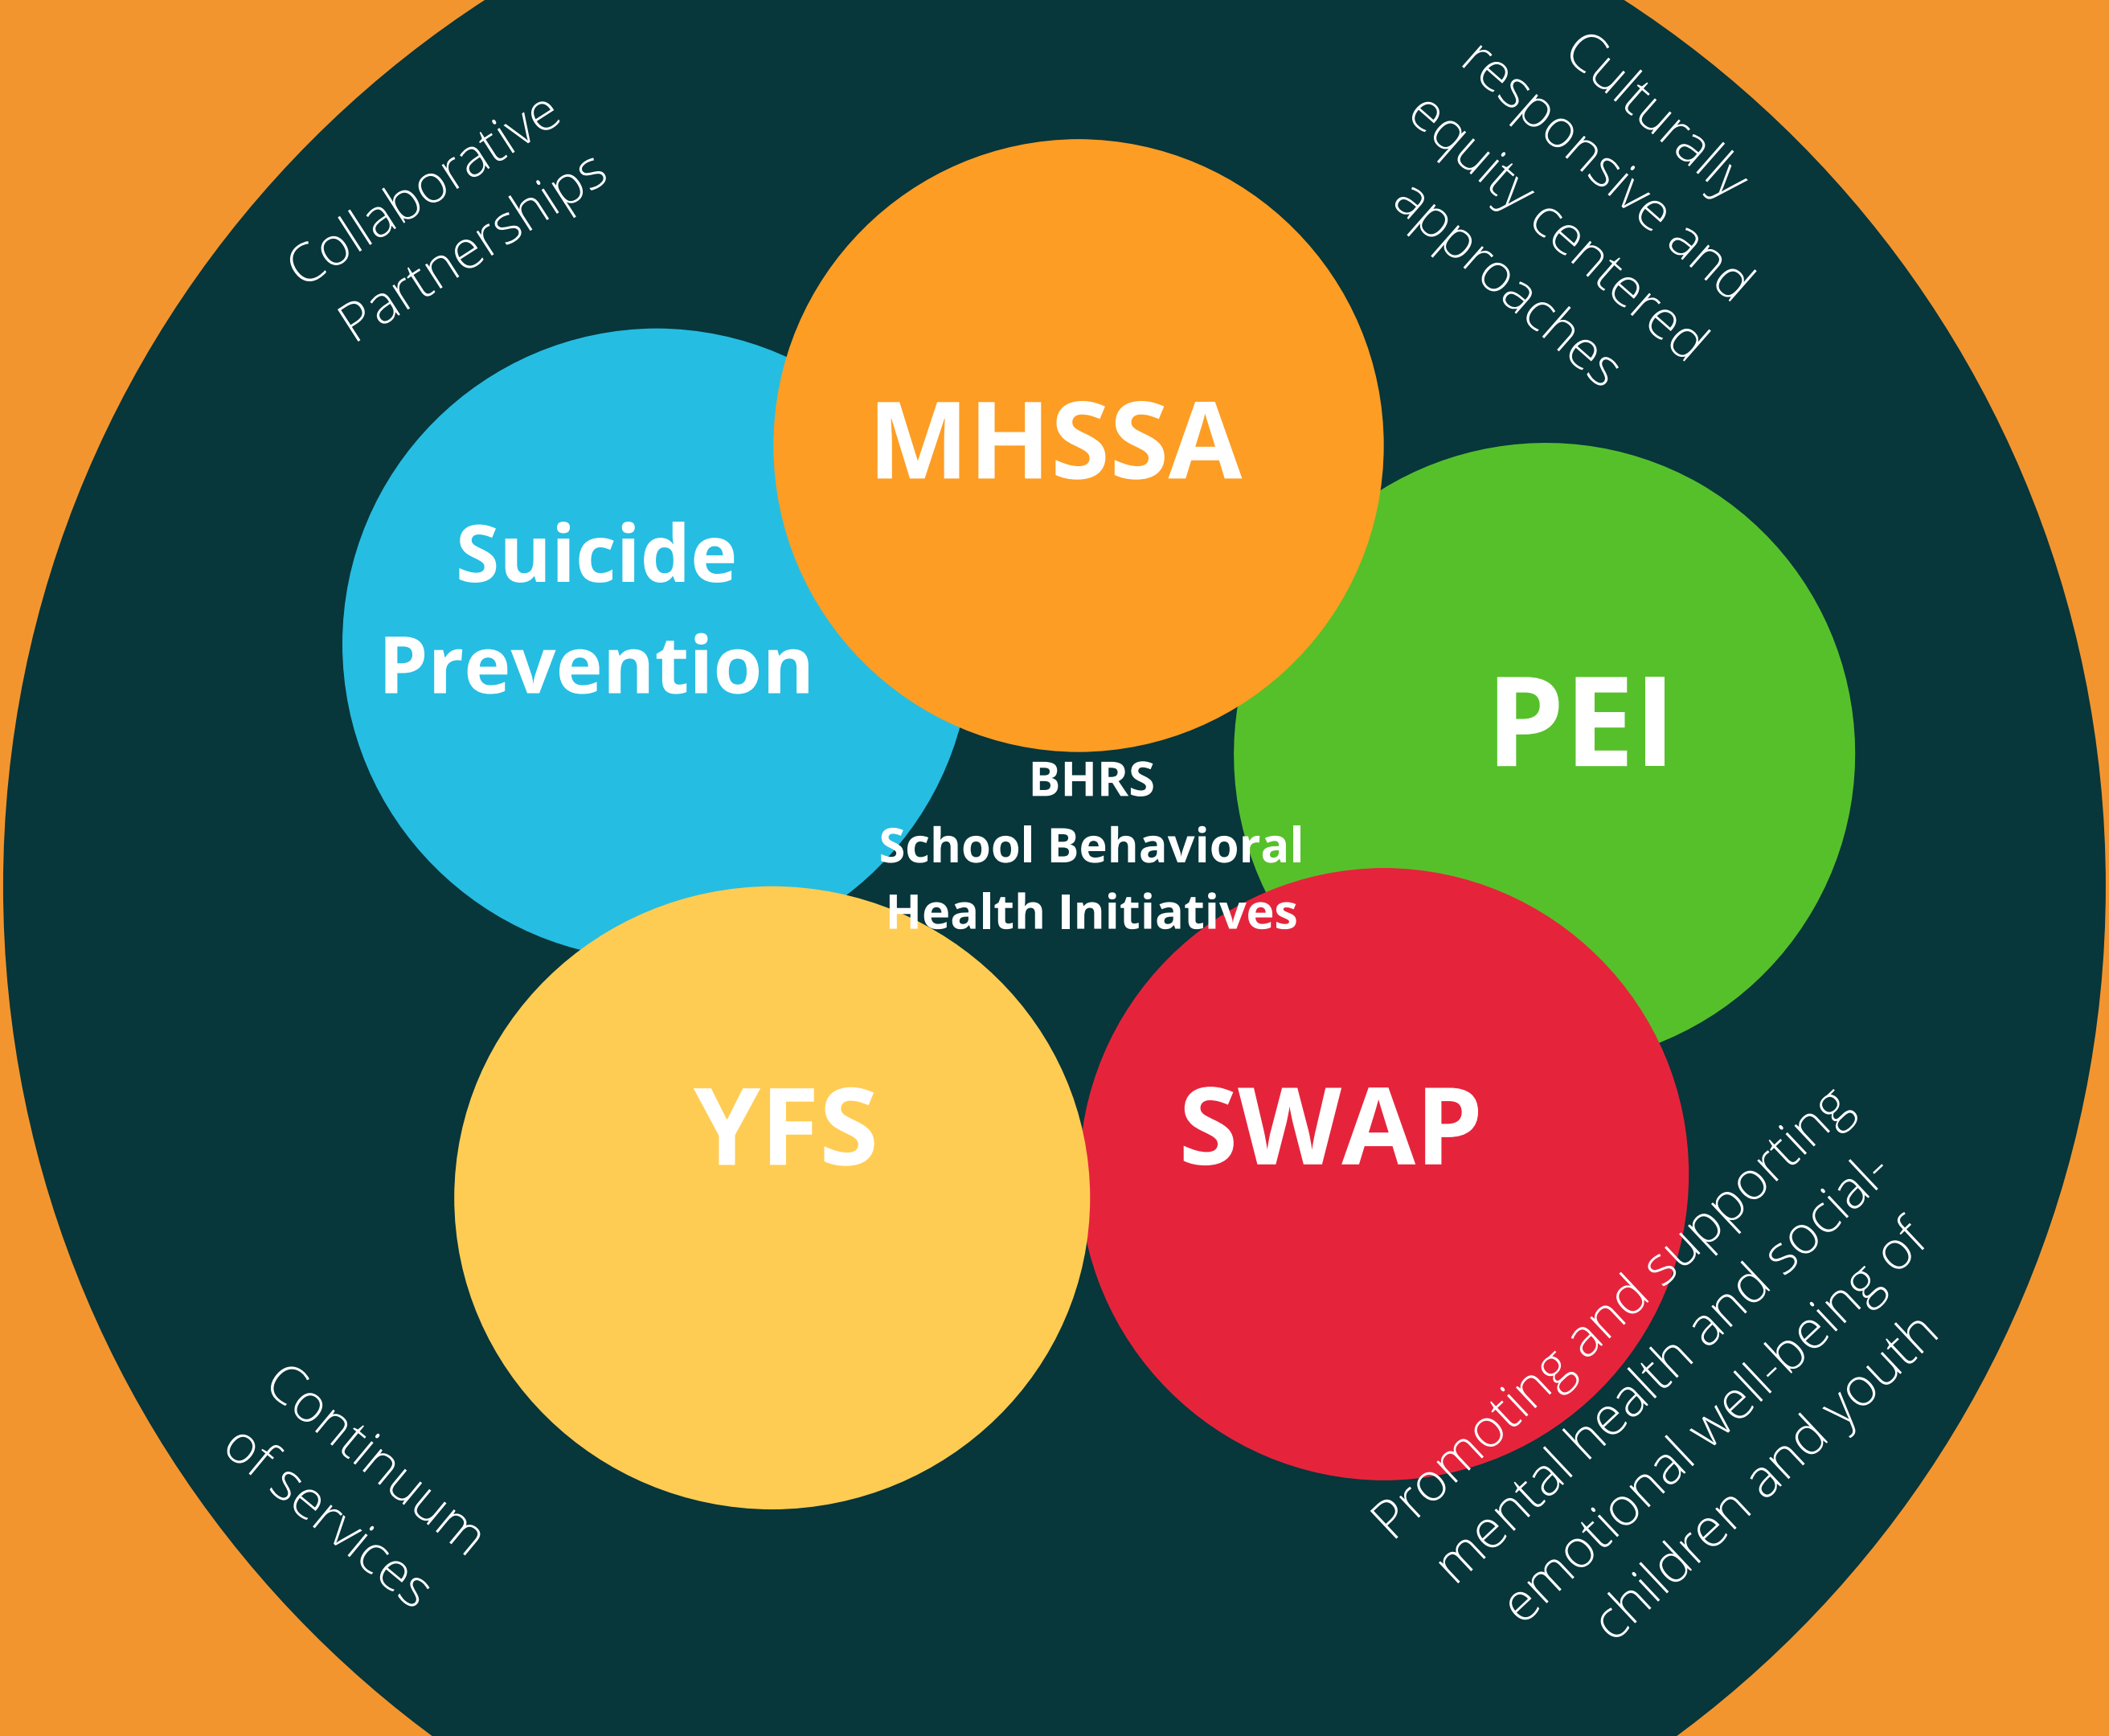 Collaborative
Partnerships
Culturally
responsive and
equity centered
approaches
MHSSA
Suicide
Prevention
PEI
BHRS
School Behavioral
Health Initiatives
YFS
SWAP
Continuum
of services
Promoting and supporting
mental health and social-
emotional well-being of
children and youth